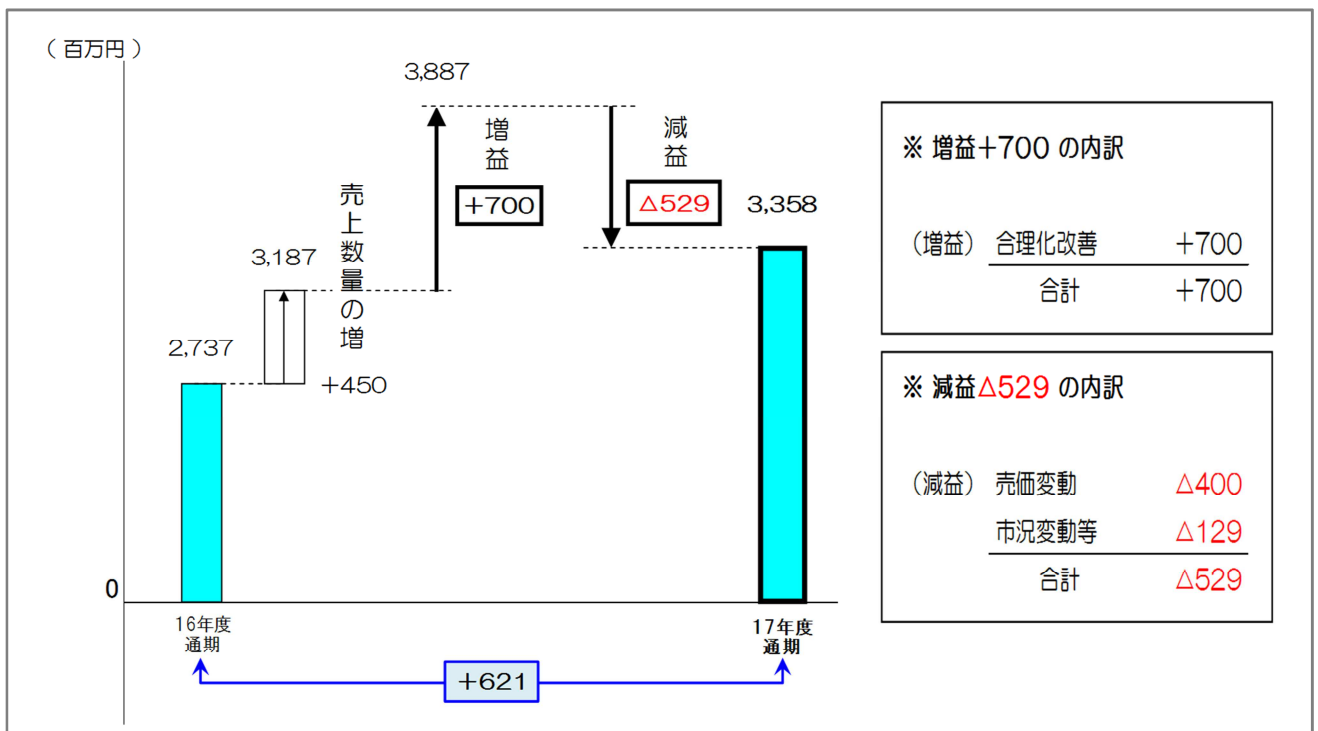 （百万円）
3,887
増益
減益
+700
△529
3,358
売上数量の増
3,187
2,737
+450
0
16年度
通期
17年度
通期
+621
※ 増益+700 の内訳
（増益） 合理化改善 +700
合計 +700
※ 減益△529 の内訳
（減益） 売価変動 △400
市況変動等 △129
合計 △529